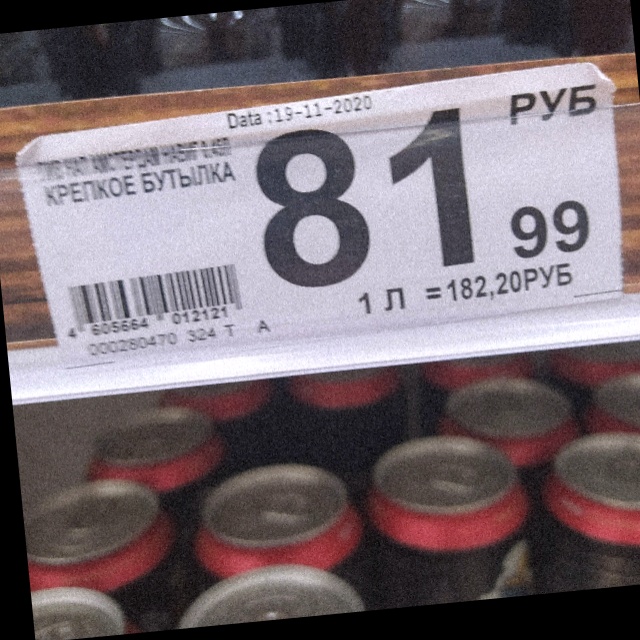 Data :19-11-2020
КРЕПКОЕ БУТЫЛКА
81 99 РУБ
1 Л =182,20РУБ
4 605664 012121
000280470 324 Т А